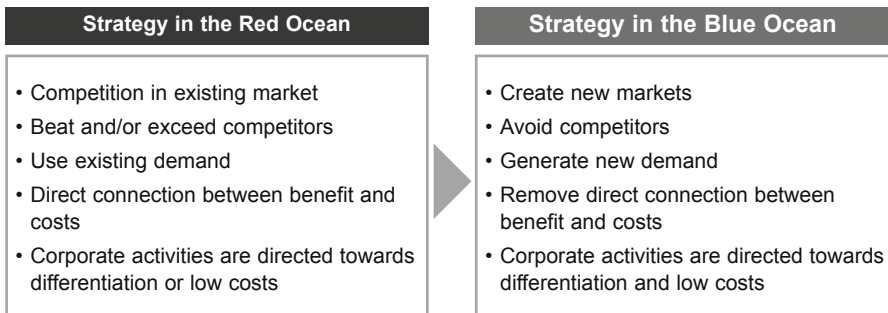 Strategy in the Red Ocean
• Competition in existing market
• Beat and/or exceed competitors
• Use existing demand
• Direct connection between benefit and
costs
• Corporate activities are directed towards
differentiation or low costs
Strategy in the Blue Ocean
• Create new markets
• Avoid competitors
• Generate new demand
• Remove direct connection between
benefit and costs
• Corporate activities are directed towards
differentiation and low costs